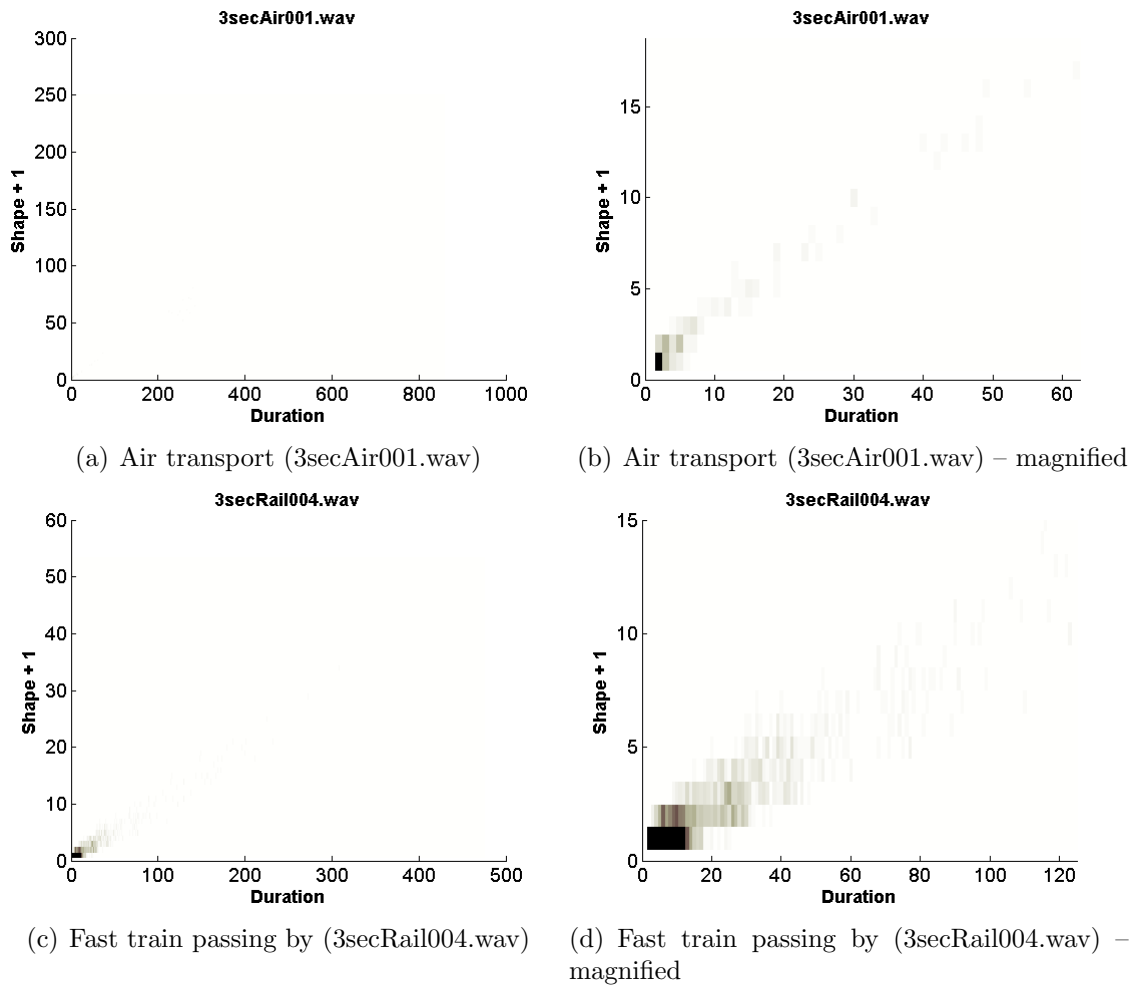 3secAir001.wav
300
250
200
150
100
50
0
Shape + 1
0 200 400 600 800 1000
Duration
(a) Air transport (3secAir001.wav)
3secAir001.wav
15
10
5
0
Shape + 1
0 10 20 30 40 50 60
Duration
(b) Air transport (3secAir001.wav) – magnified
3secRail004.wav
60
50
40
30
20
10
0
Shape + 1
0 100 200 300 400 500
Duration
(c) Fast train passing by (3secRail004.wav)
3secRail004.wav
15
10
5
0
Shape + 1
0 20 40 60 80 100 120
Duration
(d) Fast train passing by (3secRail004.wav) –
magnified